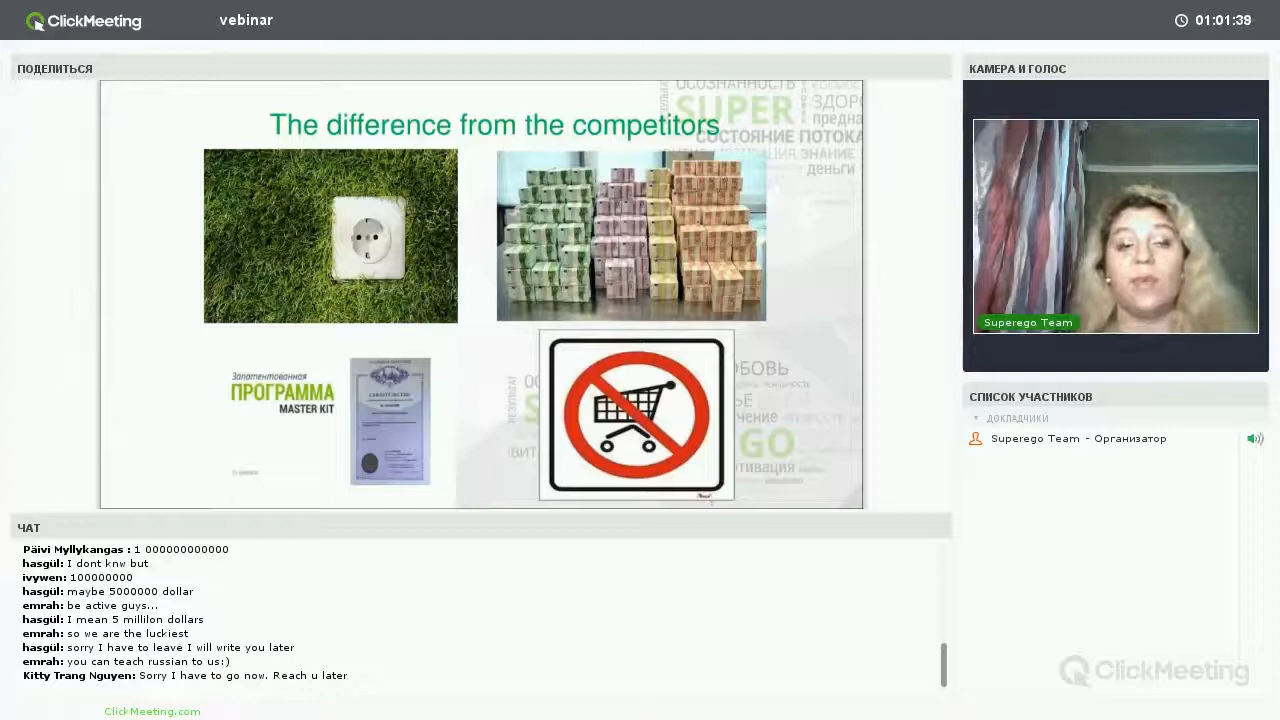 ClickMeeting
vebinar
01:01:39
ПОДЕЛИТЬСЯ
ОСОЗНАННОСТЬ
SUPER
СОСТОЯНИЕ ПОТОКА
ЗНАНИЕ
деньги
The difference from the competitors
Запатентованная
ПРОГРАММА
MASTER KIT
GO
КАМЕРА И ГОЛОС
Superego Team
СПИСОК УЧАСТНИКОВ
ДОКЛАДЧИКИ
Superego Team - Организатор
ЧАТ
Päivi Myllykangas : 1 000000000000
hasgül: I dont knw but
ivywen: 100000000
hasgül: maybe 5000000 dollar
emrah: be active guys...
hasgül: I mean 5 millilon dollars
emrah: so we are the luckiest
hasgül: sorry I have to leave I will write you later
emrah: you can teach russian to us:)
Kitty Trang Nguyen: Sorry I have to go now. Reach u later
ClickMeeting
ClickMeeting.com